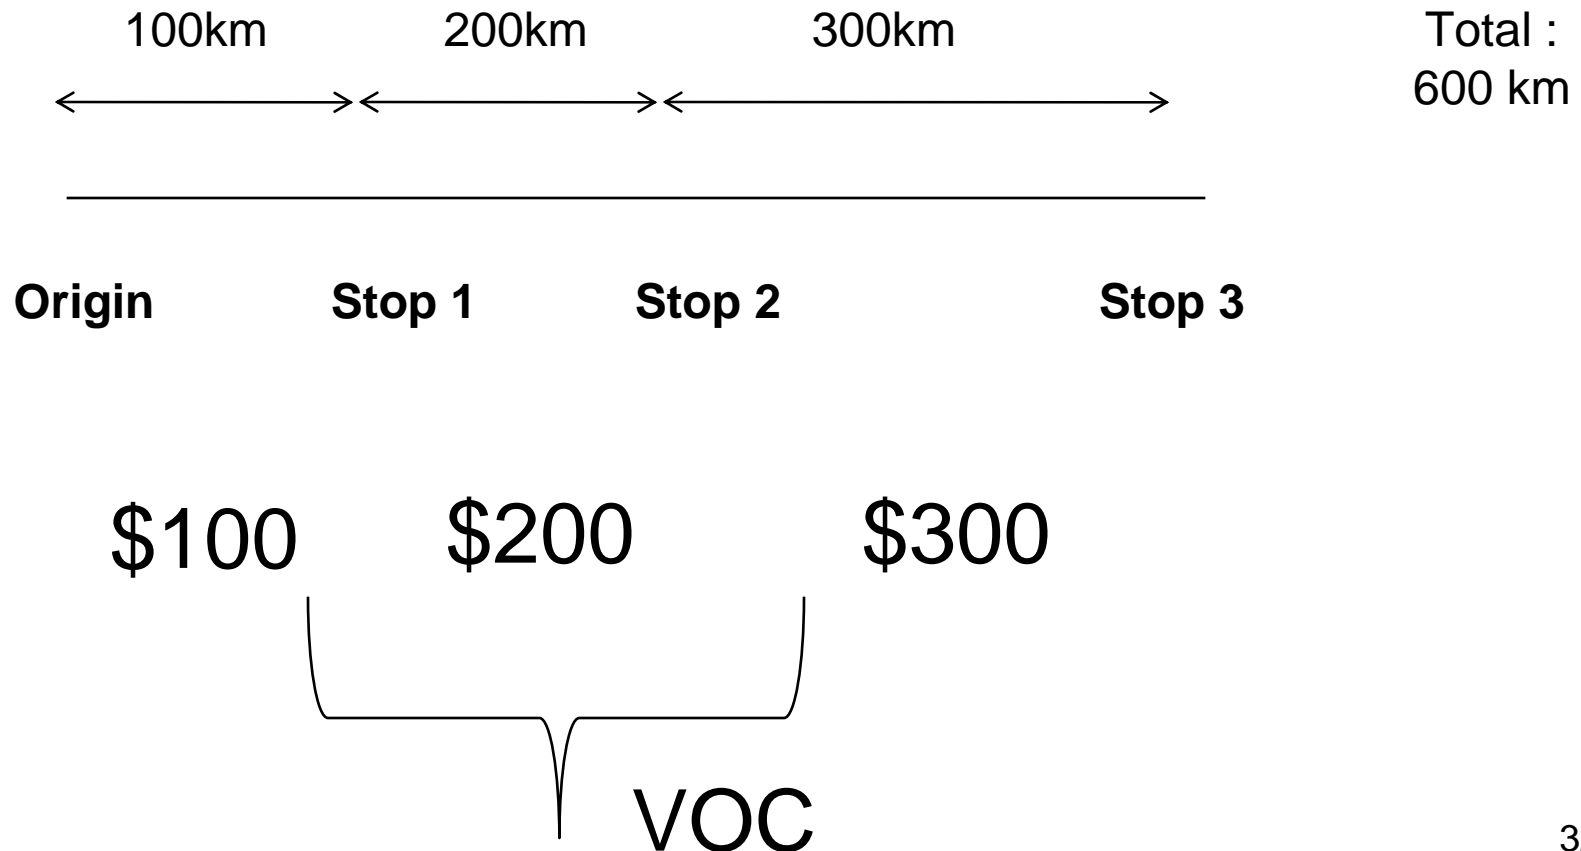 100km 200km 300km Total :
600 km
Origin Stop 1 Stop 2 Stop 3
$100 $200 $300
VOC
3